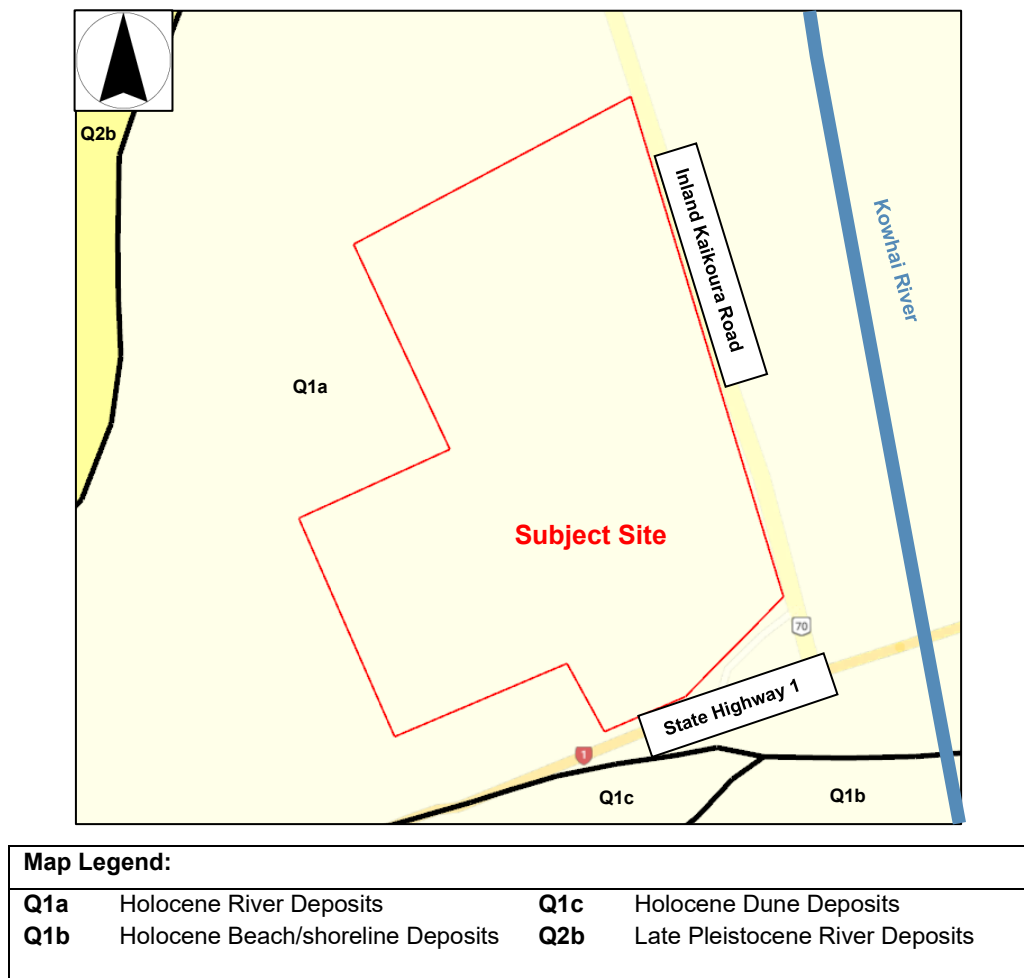 Q2b
Inland Kaikoura Road
Kowhai River
Q1a
Subject Site
70
State Highway 1
1
Q1c
Q1b
Map Legend:
Q1a Holocene River Deposits Q1c Holocene Dune Deposits
Q1b Holocene Beach/shoreline Deposits Q2b Late Pleistocene River Deposits